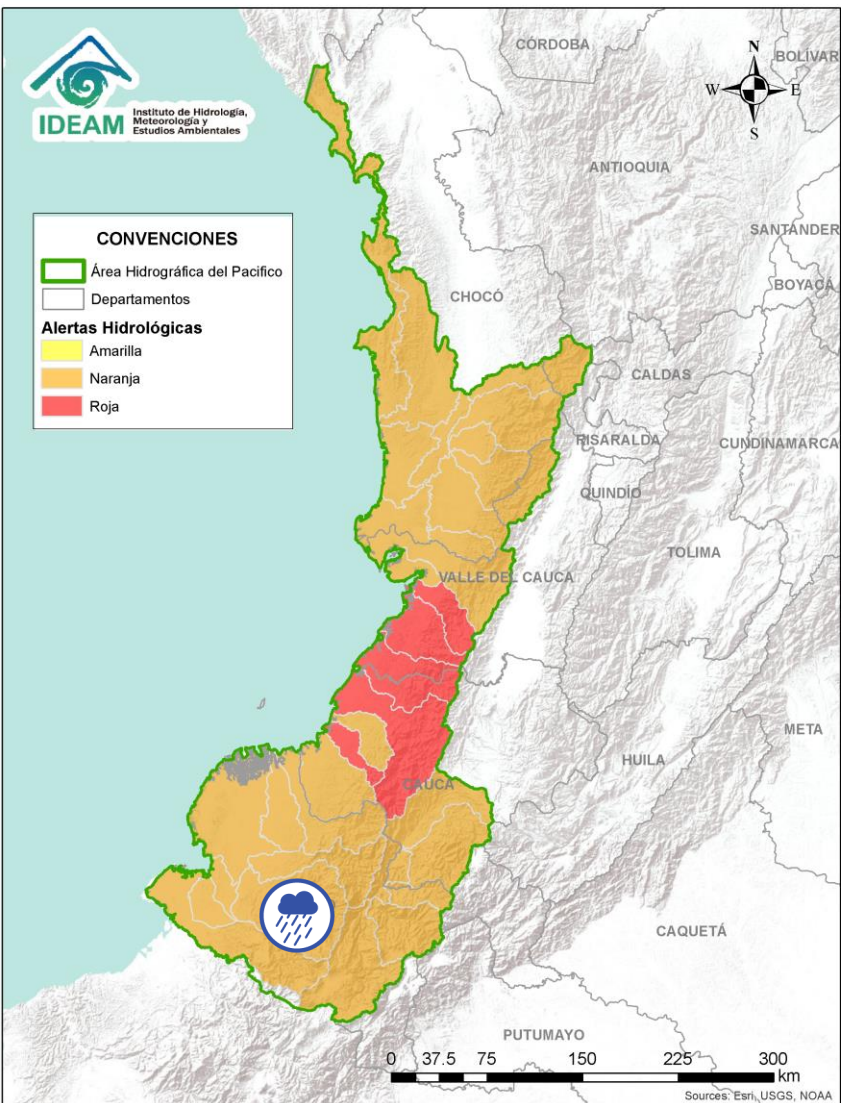 IDEAM
Instituto de Hidrología,
Meteorología y
Estudios Ambientales
CÓRDOBA
BOLÍVAR
N
W
E
S
ANTIOQUIA
SANTANDER
BOYACÁ
CONVENCIONES
Área Hidrográfica del Pacifico
Departamentos
Alertas Hidrológicas
Amarilla
Naranja
Roja
CHOCÓ
CALDAS
RISARALDA
CUNDINAMARCA
QUINDÍO
TOLIMA
VALLE DEL CAUCA
META
HUILA
CAUCA
CAQUETÁ
PUTUMAYO
0 37.5 75 150 225 300
km
Sources: Esri, USGS, NOAA